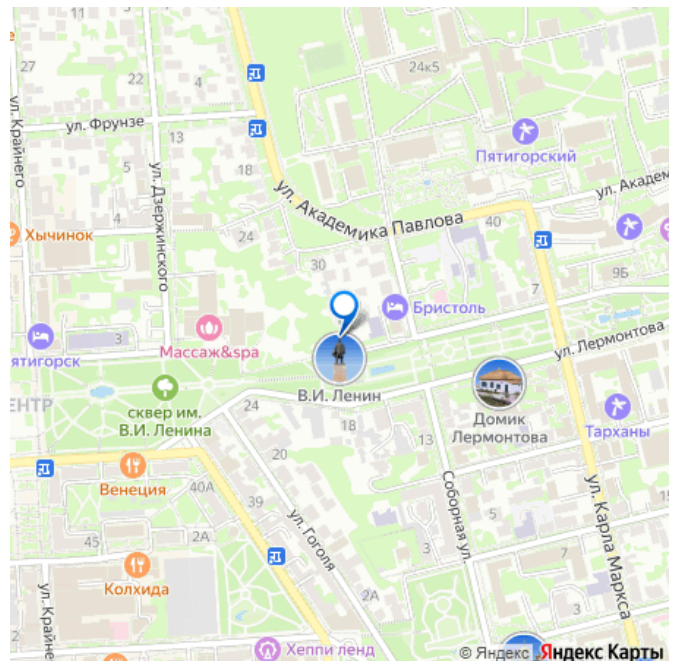 ул. Крайнего
27
22
4
24к5
ул. Фрунзе
13
ул. Дзержинского
18
Пятигорский
5
4
Хычинок
24
ул. Академика Павлова
40
ул. Академ
30
9Б
7
Бристоль
3
ятигорск
Массаж&spa
ул. Лермонтова
ЕНТР
сквер им.
В.И. Ленина
24
В.И. Ленин
18
Домик
Лермонтова
13
Тарханы
20
Венеция
40А
39
Соборная ул.
15
45
2А
ул. Гоголя
5
3
7
ул. Карла Маркса
Колхида
2А
ул. Крайне
Хеппи ленд
© Яндекс Яндекс Карты